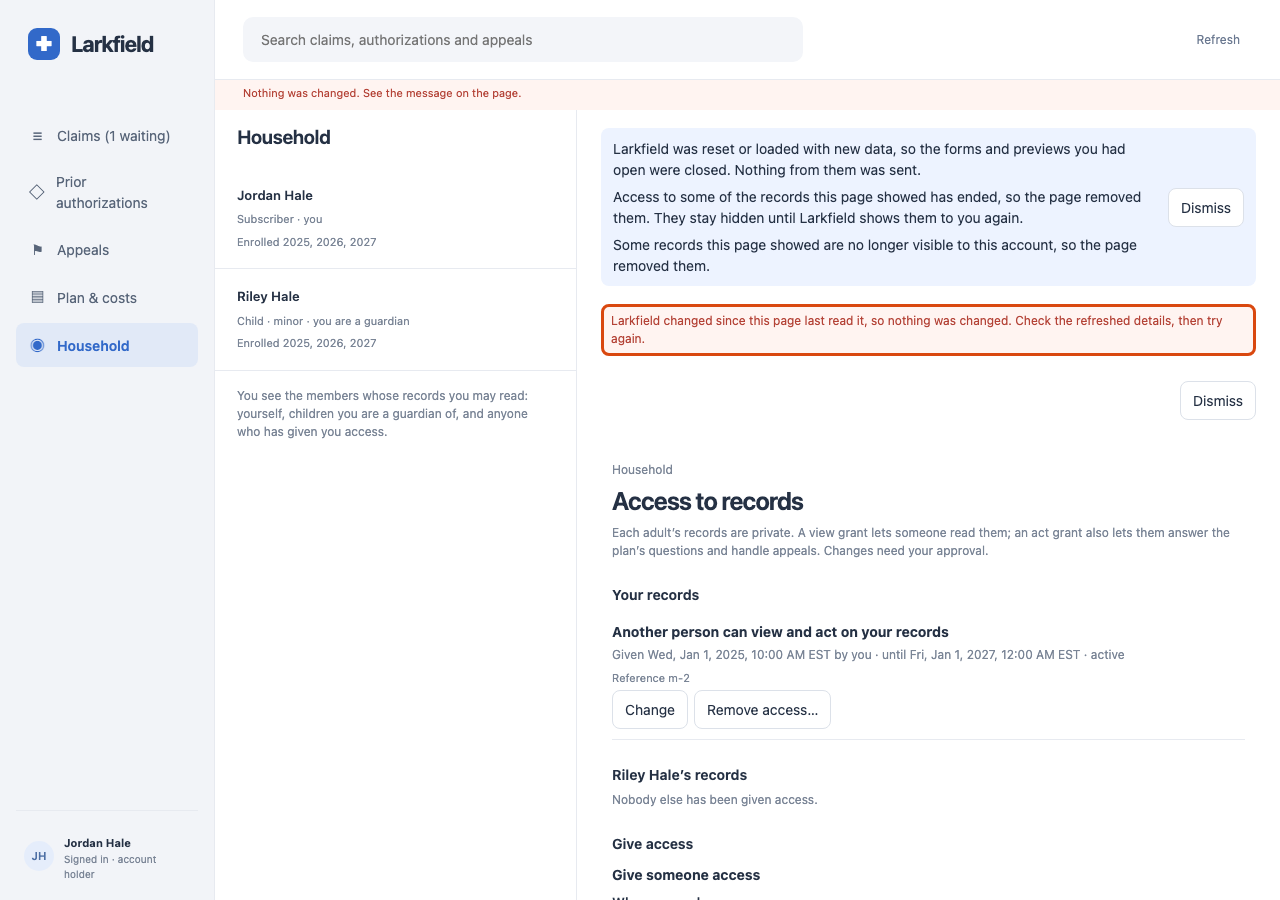 Larkfield
Search claims, authorizations and appeals
Refresh
Nothing was changed. See the message on the page.
Claims (1 waiting)
Prior
authorizations
Appeals
Plan & costs
Household
Jordan Hale
JH
Signed in · account
holder
Household
Jordan Hale
Subscriber · you
Enrolled 2025, 2026, 2027
Riley Hale
Child · minor · you are a guardian
Enrolled 2025, 2026, 2027
You see the members whose records you may read:
yourself, children you are a guardian of, and anyone
who has given you access.
Larkfield was reset or loaded with new data, so the forms and previews you had
open were closed. Nothing from them was sent.
Access to some of the records this page showed has ended, so the page removed
them. They stay hidden until Larkfield shows them to you again.
Some records this page showed are no longer visible to this account, so the page
removed them.
Dismiss
Larkfield changed since this page last read it, so nothing was changed. Check the refreshed details, then try
again.
Dismiss
Household
Access to records
Each adult's records are private. A view grant lets someone read them; an act grant also lets them answer the
plan's questions and handle appeals. Changes need your approval.
Your records
Another person can view and act on your records
Given Wed, Jan 1, 2025, 10:00 AM EST by you · until Fri, Jan 1, 2027, 12:00 AM EST · active
Reference m-2
Change
Remove access…
Riley Hale's records
Nobody else has been given access.
Give access
Give someone access